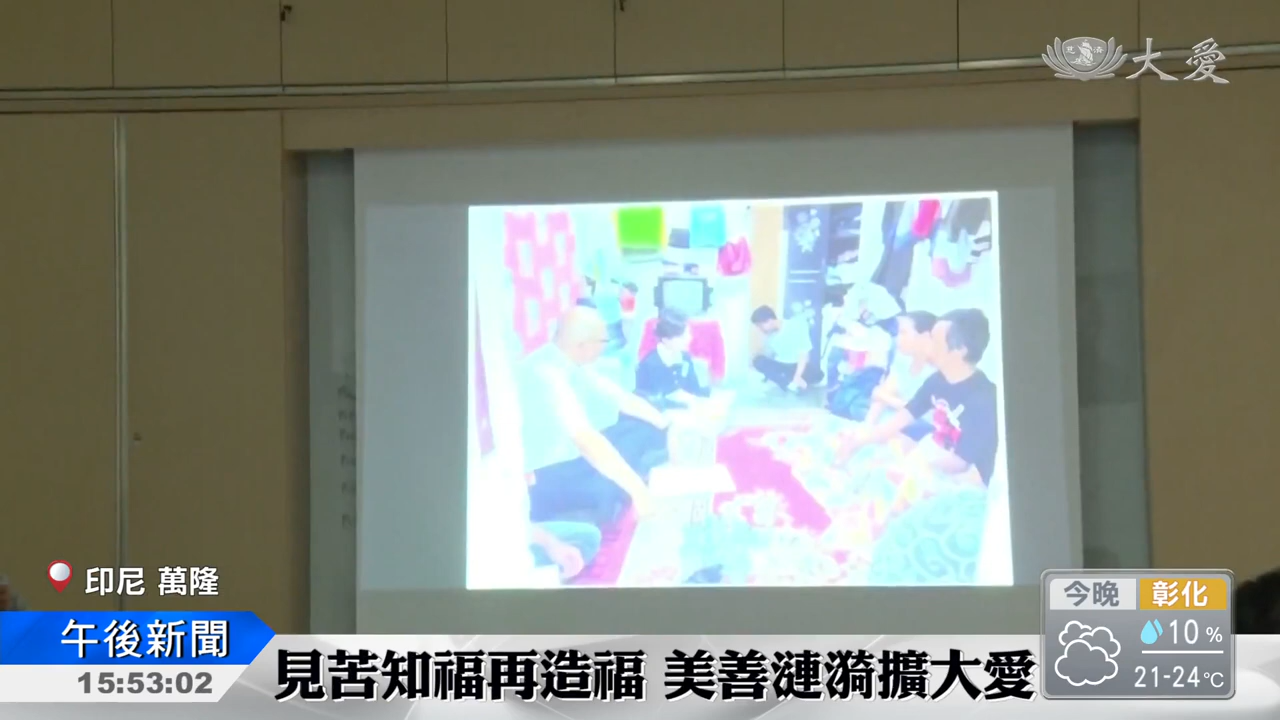 大愛
印尼 萬隆
午後新聞
15:53:02
見苦知福再造福 美善漣漪擴大愛
今晚 彰化
10%
21-24℃